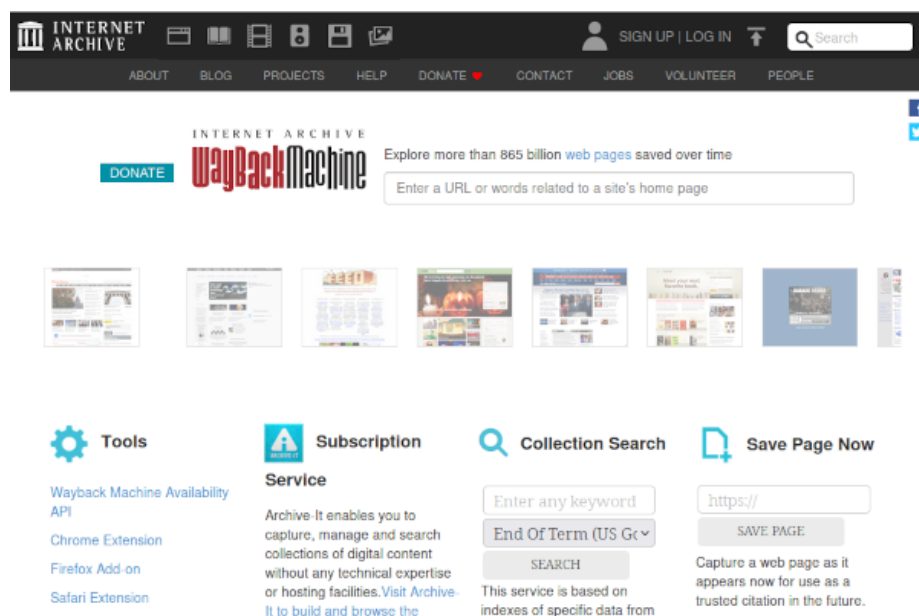 INTERNET
ARCHIVE
SIGN UP | LOG IN
Search
ABOUT BLOG PROJECTS HELP DONATE CONTACT JOBS VOLUNTEER PEOPLE
INTERNET ARCHIVE
WayBackMachine
DONATE
Explore more than 865 billion web pages saved over time
Enter a URL or words related to a site's home page
Tools
Wayback Machine Availability
API
Chrome Extension
Firefox Add-on
Safari Extension
ARCHIVE-IT
Subscription
Service
Archive-It enables you to
capture, manage and search
collections of digital content
without any technical expertise
or hosting facilities. Visit Archive-
It to build and browse the
Collection Search
Enter any keyword
End Of Term (US Go
SEARCH
This service is based on
indexes of specific data from
Save Page Now
https://
SAVE PAGE
Capture a web page as it
appears now for use as a
trusted citation in the future.